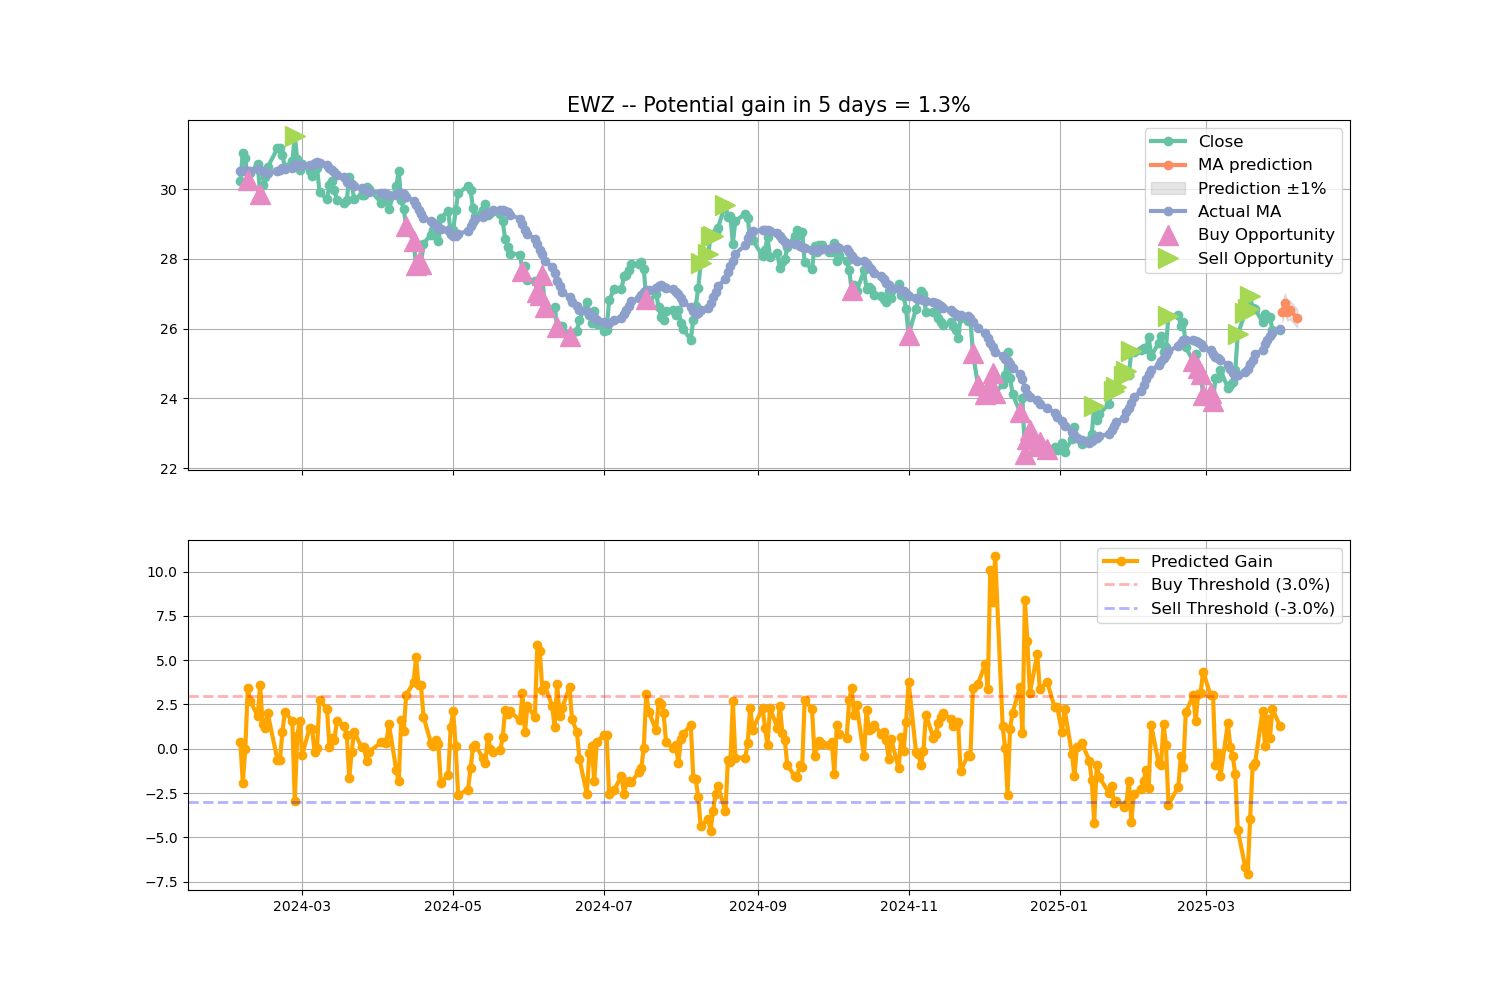 EWZ -- Potential gain in 5 days = 1.3%
Close
MA prediction
Prediction ±1%
Actual MA
Buy Opportunity
Sell Opportunity
30
28
26
24
22
Predicted Gain
Buy Threshold (3.0%)
Sell Threshold (-3.0%)
10.0
7.5
5.0
2.5
0.0
−2.5
−5.0
−7.5
2024-03
2024-05
2024-07
2024-09
2024-11
2025-01
2025-03